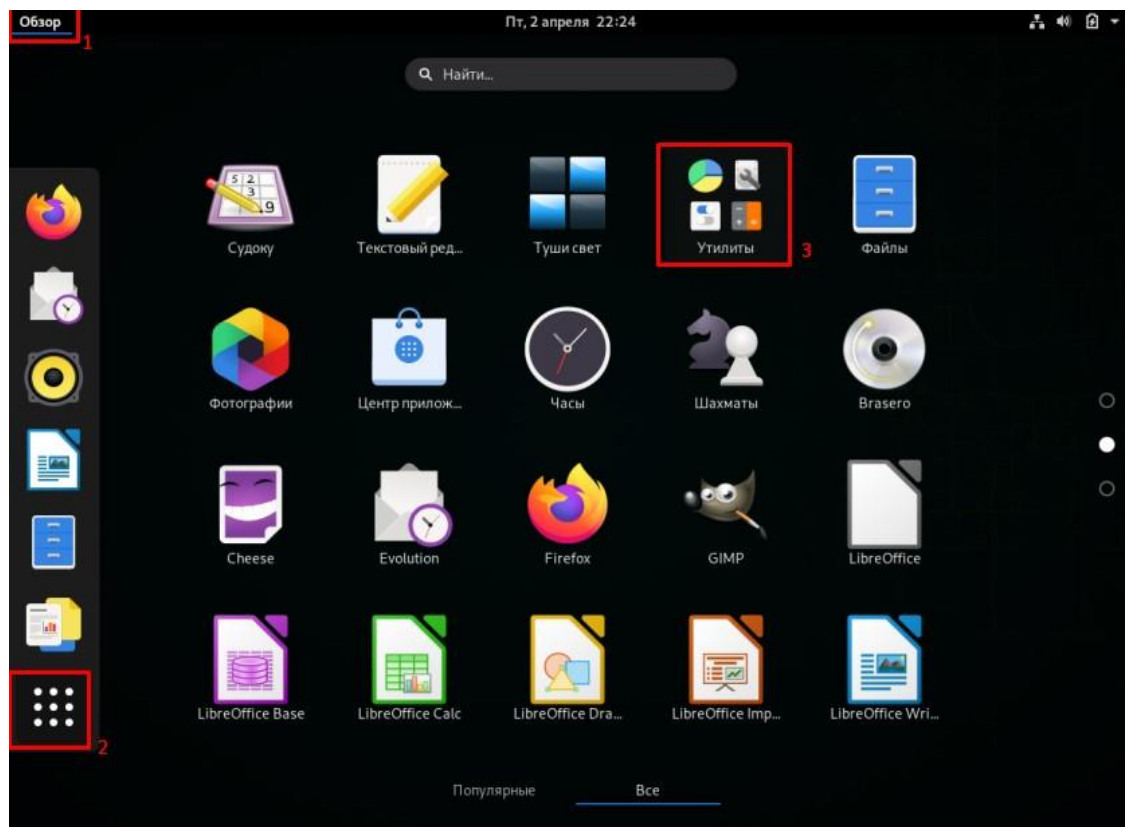 Обзор
1
Пт, 2 апреля 22:24
Найти...
5 2
3
9
Судоку
Текстовый ред...
Туши свет
Утилиты
3
Файлы
Фотографии
Центр прилож...
Часы
Шахматы
Brasero
Cheese
Evolution
Firefox
GIMP
LibreOffice
LibreOffice Base
LibreOffice Calc
LibreOffice Dra...
LibreOffice Imp...
LibreOffice Wri...
2
Популярные
Все